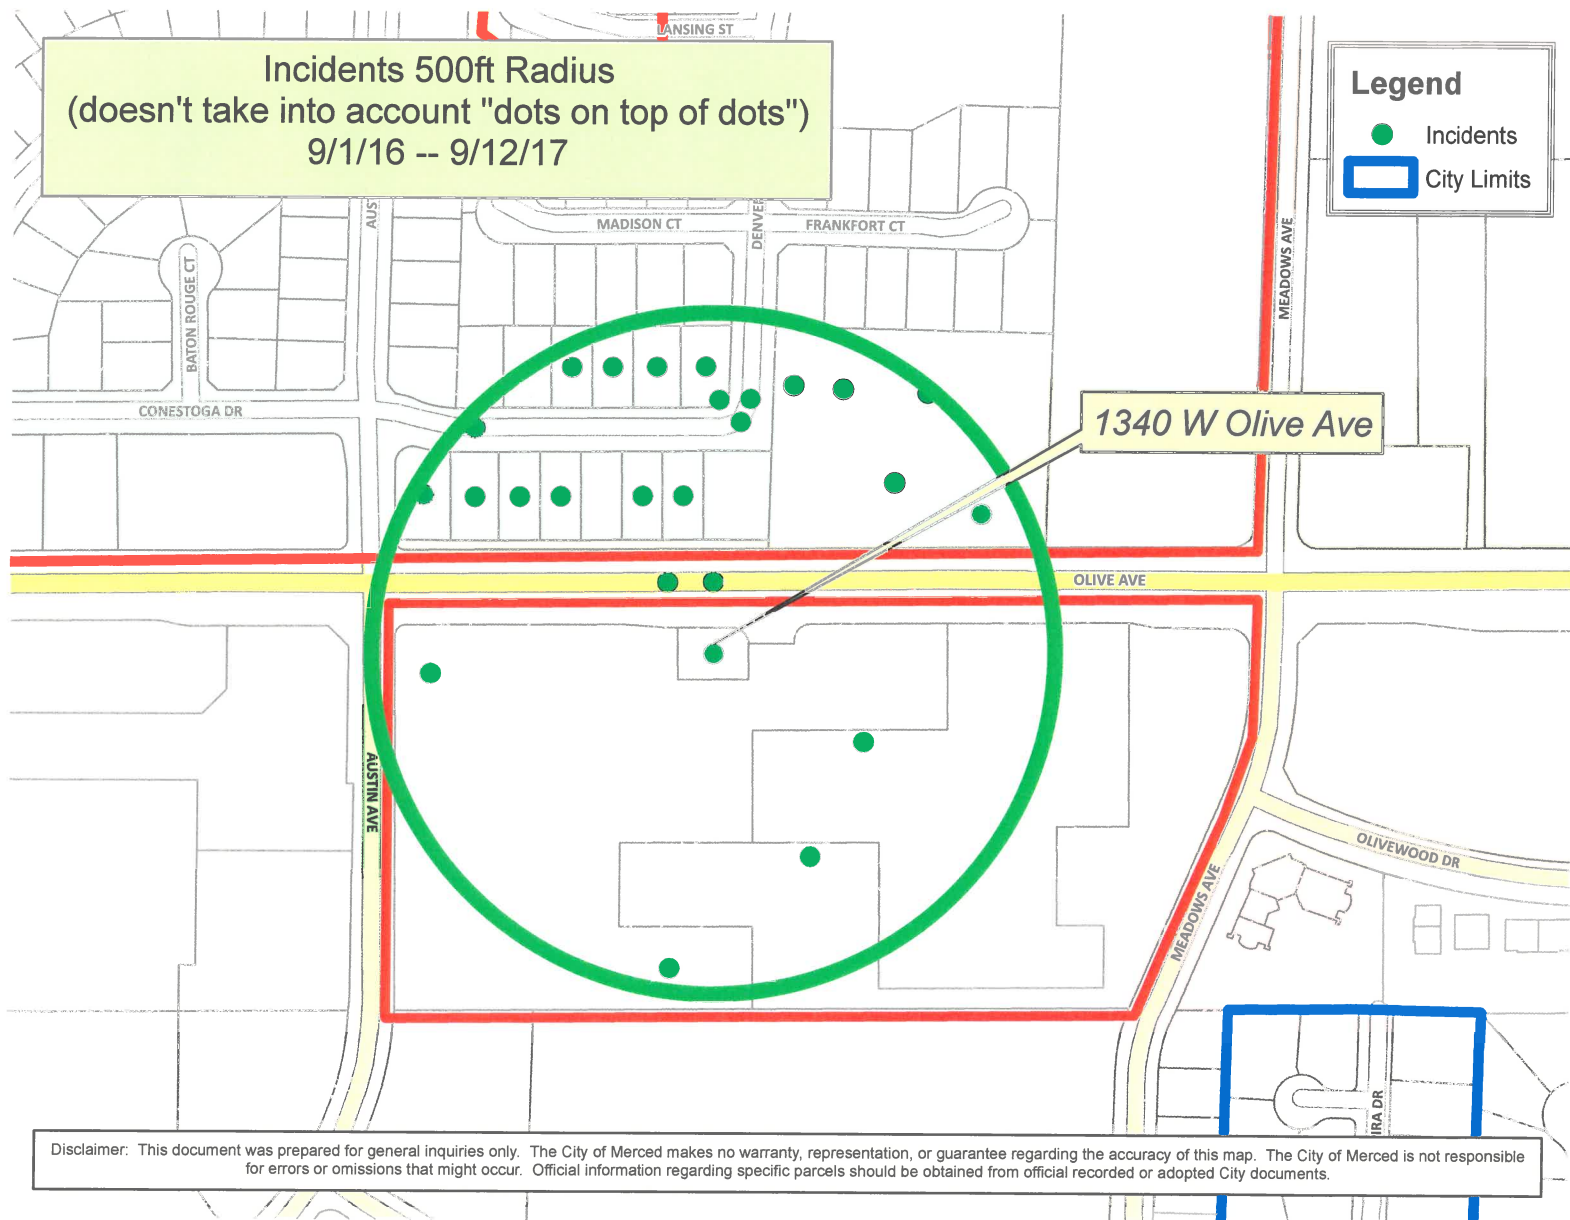 LANSING ST
Incidents 500ft Radius
(doesn't take into account "dots on top of dots")
9/1/16 -- 9/12/17
Legend
Incidents
City Limits
AUST
MADISON CT
DENVER
FRANKFORT CT
MEADOWS AVE
BATON ROUGE CT
CONESTOGA DR
1340 W Olive Ave
OLIVE AVE
AUSTIN AVE
OLIVEWOOD DR
MEADOWS AVE
IRA DR
Disclaimer: This document was prepared for general inquiries only. The City of Merced makes no warranty, representation, or guarantee regarding the accuracy of this map. The City of Merced is not responsible
for errors or omissions that might occur. Official information regarding specific parcels should be obtained from official recorded or adopted City documents.